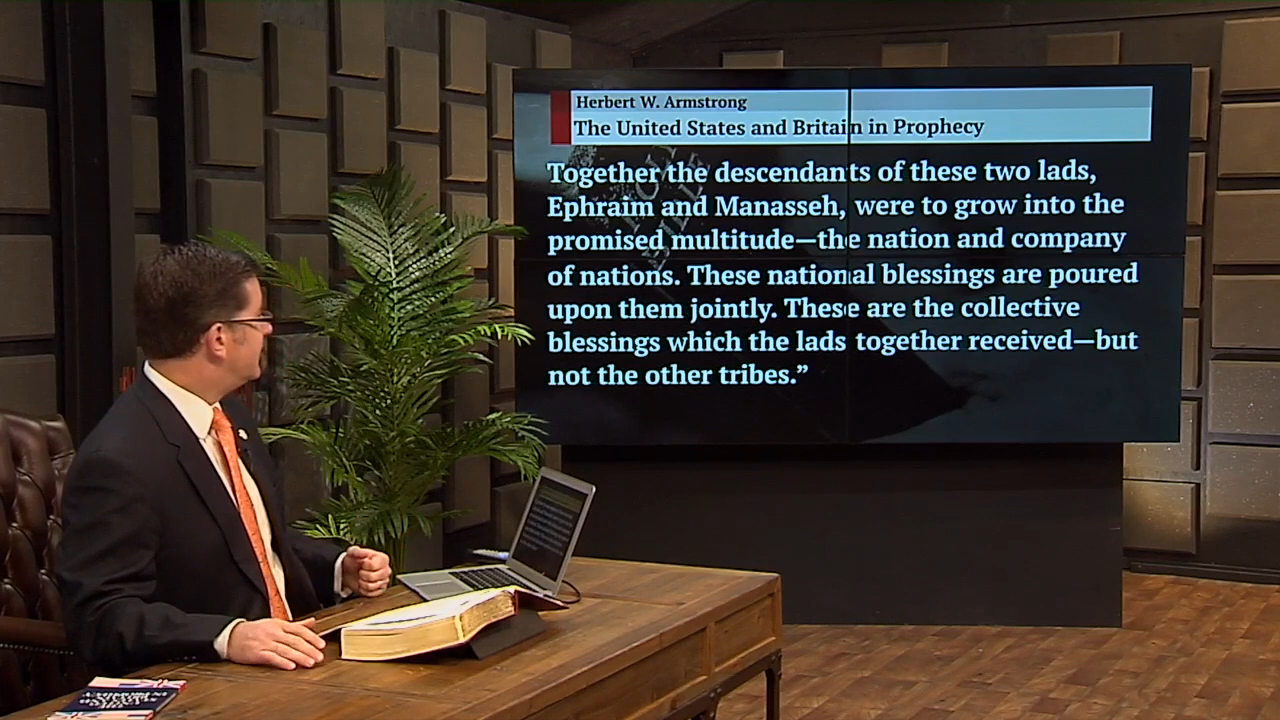 Herbert W. Armstrong
The United States and Britain in Prophecy
Together the descendants of these two lads,
Ephraim and Manasseh, were to grow into the
promised multitude—the nation and company
of nations. These national blessings are poured
upon them jointly. These are the collective
blessings which the lads together received—but
not the other tribes.”